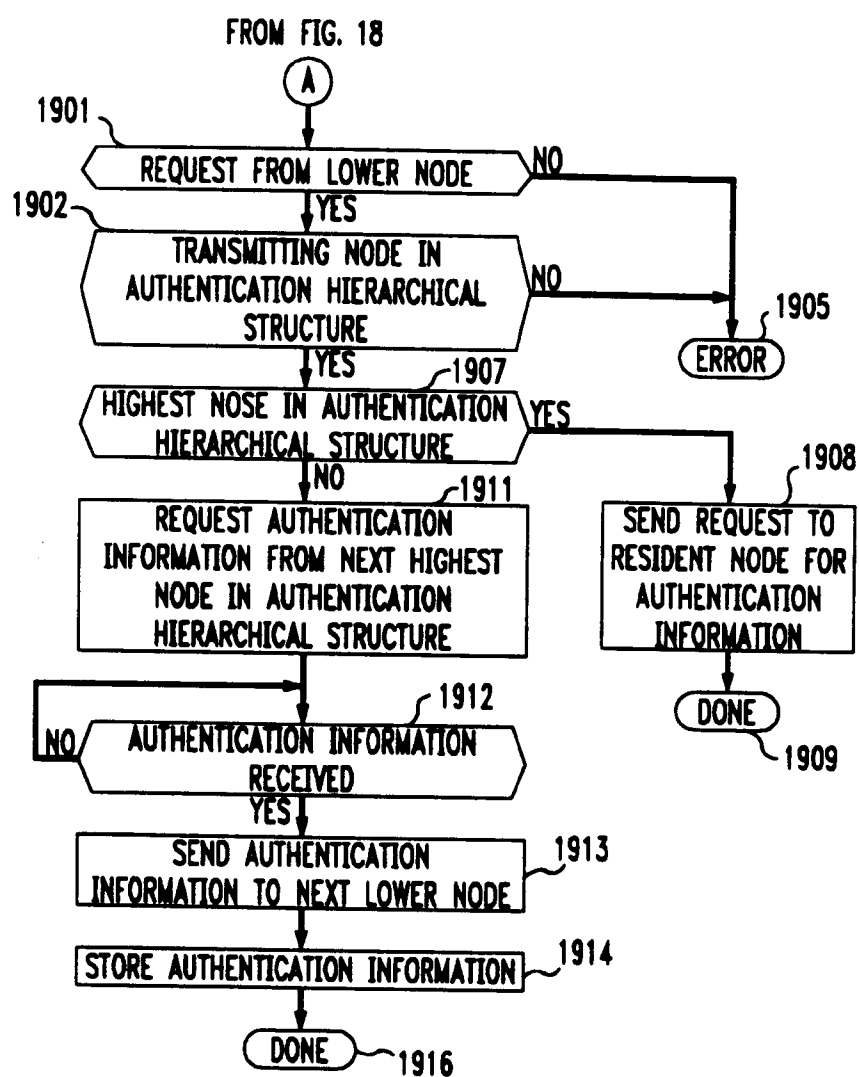 FROM FIG. 18
A
1901
REQUEST FROM LOWER NODE
NO
YES
1902
TRANSMITTING NODE IN
AUTHENTICATION HIERARCHICAL
STRUCTURE
NO
1905
ERROR
YES
1907
HIGHEST NOSE IN AUTHENTICATION
HIERARCHICAL STRUCTURE
YES
NO
1908
SEND REQUEST TO
RESIDENT NODE FOR
AUTHENTICATION
INFORMATION
1911
REQUEST AUTHENTICATION
INFORMATION FROM NEXT HIGHEST
NODE IN AUTHENTICATION
HIERARCHICAL STRUCTURE
DONE
1909
1912
AUTHENTICATION INFORMATION
RECEIVED
NO
YES
SEND AUTHENTICATION
INFORMATION TO NEXT LOWER NODE
1913
STORE AUTHENTICATION INFORMATION
1914
DONE
1916